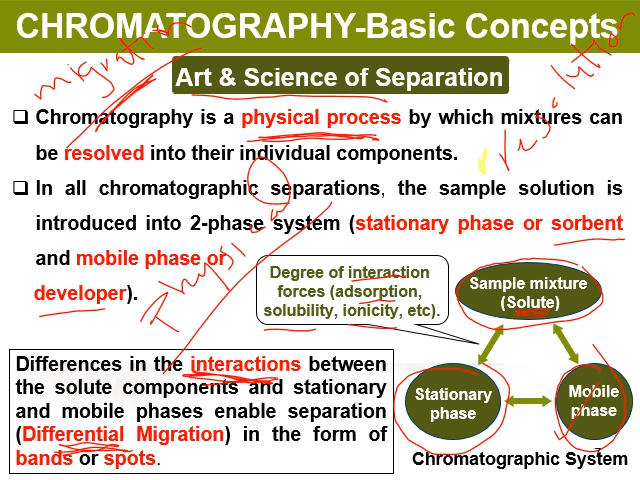 CHROMATOGRAPHY-Basic Concepts
migration
Art & Science of Separation
resolution
❑ Chromatography is a physical process by which mixtures can
be resolved into their individual components.
❑ In all chromatographic separations, the sample solution is
introduced into 2-phase system (stationary phase or sorbent
and mobile phase or
developer).
Physical
Degree of interaction
forces (adsorption,
solubility, ionicity, etc).
Sample mixture
(Solute)
Differences in the interactions between
the solute components and stationary
and mobile phases enable separation
(Differential Migration) in the form of
bands or spots.
Stationary
phase
Mobile
phase
Chromatographic System